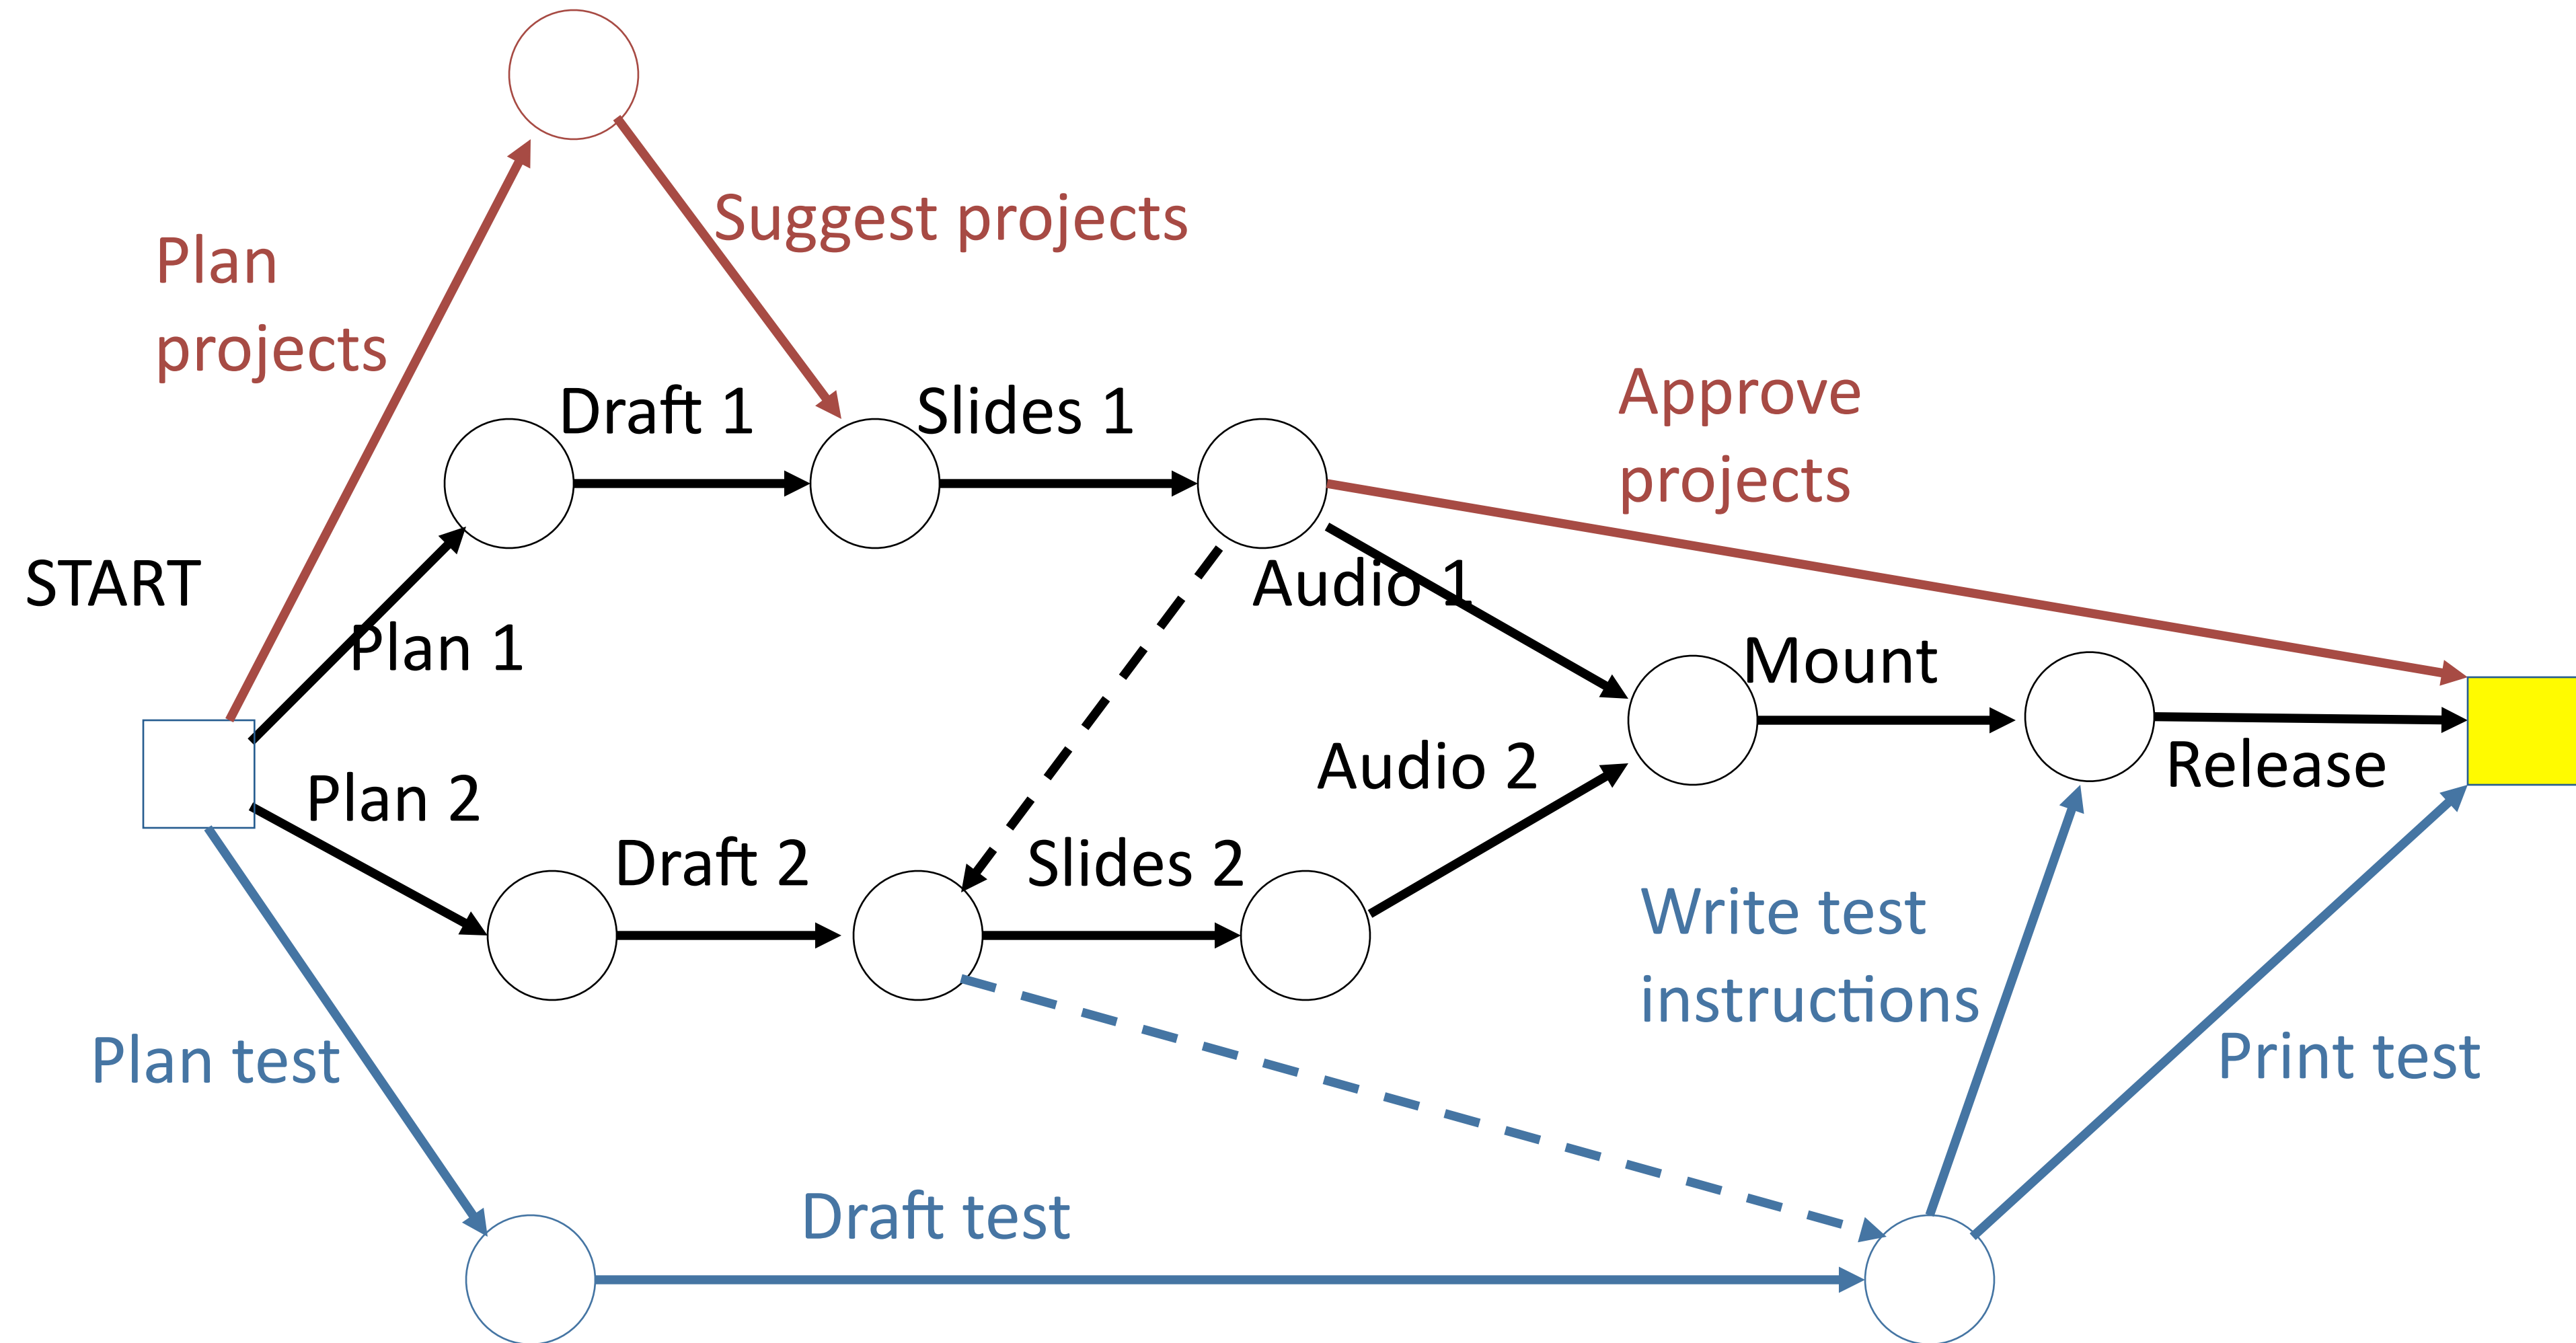 Suggest projects
Plan
projects
Draft 1
Slides 1
Approve
projects
START
Audio 1
Plan 1
Mount
Plan 2
Audio 2
Release
Draft 2
Slides 2
Write test
instructions
Plan test
Print test
Draft test